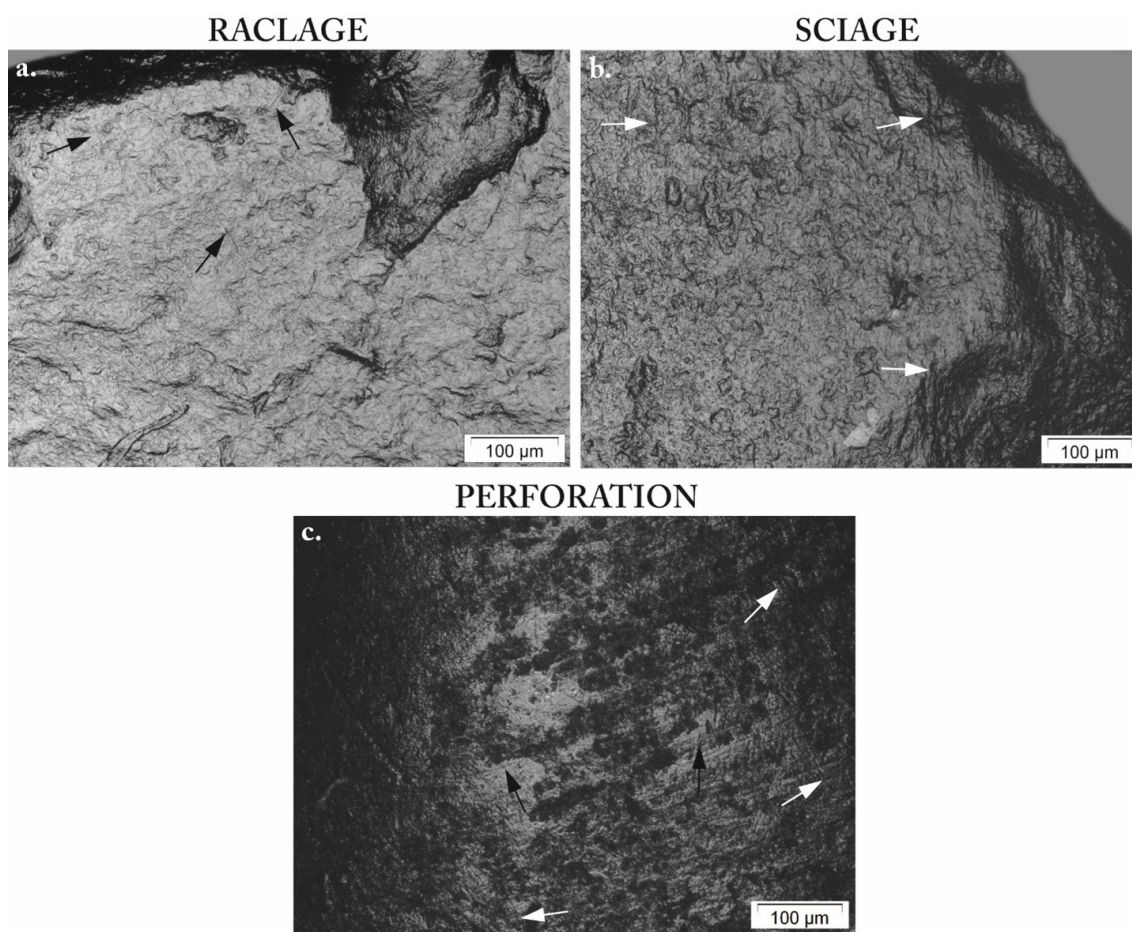 RACLAGE
SCIAGE
a.
b.
100 µm
100 µm
PERFORATION
c.
100 µm